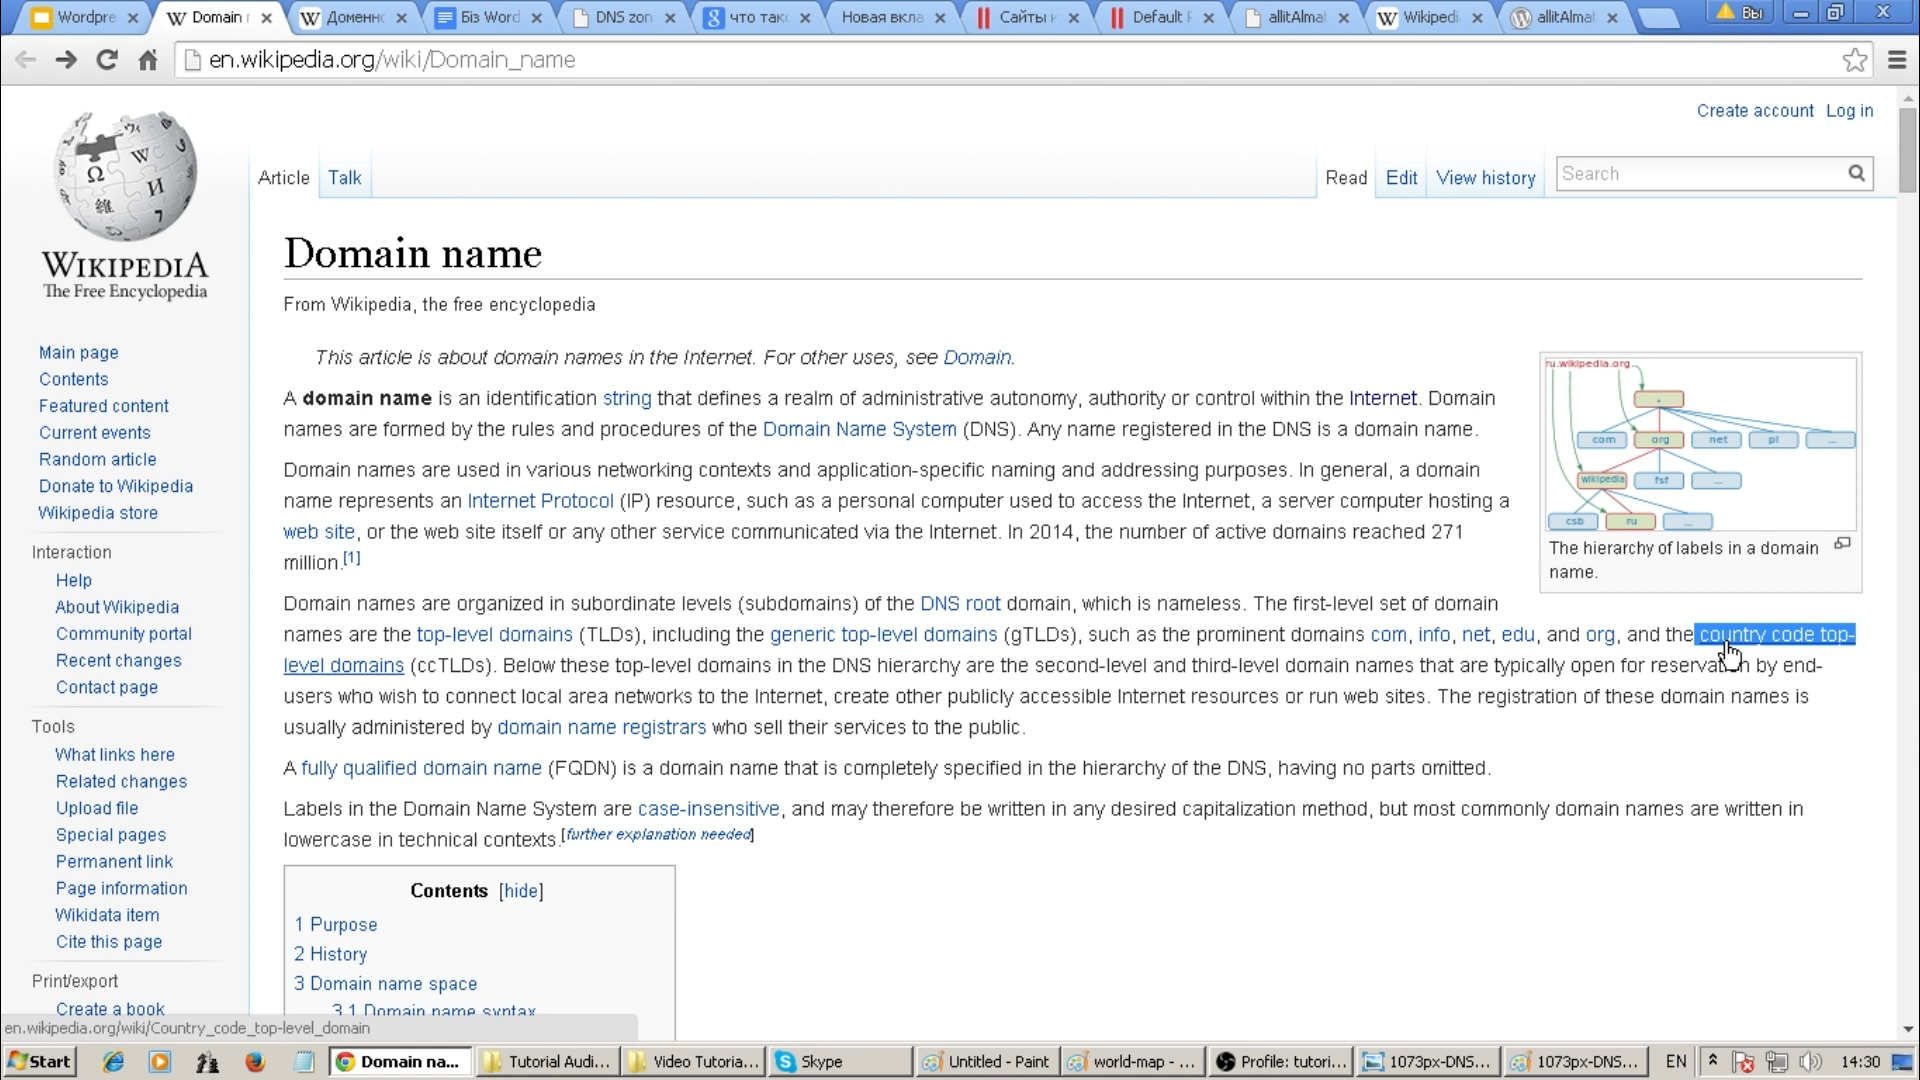 Wordpre
Domain
Доменн
Біз Word
DNS zon
что так
Новая вкла
Сайты
Default
allitAlmat
Wikipedi
allitAlmat
Вы
en.wikipedia.org/wiki/Domain_name
Create account Log in
Article Talk
Read Edit View history
Search
WIKIPEDIA
The Free Encyclopedia
Main page
Contents
Featured content
Current events
Random article
Donate to Wikipedia
Wikipedia store
Interaction
Help
About Wikipedia
Community portal
Recent changes
Contact page
Tools
What links here
Related changes
Upload file
Special pages
Permanent link
Page information
Wikidata item
Cite this page
Print/export
Create a book
Domain name
From Wikipedia, the free encyclopedia
This article is about domain names in the Internet. For other uses, see Domain.
A domain name is an identification string that defines a realm of administrative autonomy, authority or control within the Internet. Domain
names are formed by the rules and procedures of the Domain Name System (DNS). Any name registered in the DNS is a domain name.
Domain names are used in various networking contexts and application-specific naming and addressing purposes. In general, a domain
name represents an Internet Protocol (IP) resource, such as a personal computer used to access the Internet, a server computer hosting a
web site, or the web site itself or any other service communicated via the Internet. In 2014, the number of active domains reached 271
million.[1]
Domain names are organized in subordinate levels (subdomains) of the DNS root domain, which is nameless. The first-level set of domain
names are the top-level domains (TLDs), including the generic top-level domains (gTLDs), such as the prominent domains com, info, net, edu, and org, and the country code top-
level domains (ccTLDs). Below these top-level domains in the DNS hierarchy are the second-level and third-level domain names that are typically open for reservation by end-
users who wish to connect local area networks to the Internet, create other publicly accessible Internet resources or run web sites. The registration of these domain names is
usually administered by domain name registrars who sell their services to the public.
A fully qualified domain name (FQDN) is a domain name that is completely specified in the hierarchy of the DNS, having no parts omitted.
Labels in the Domain Name System are case-insensitive, and may therefore be written in any desired capitalization method, but most commonly domain names are written in
lowercase in technical contexts.[further explanation needed]
ru.wikipedia.org
.
com org net pl ...
wikipedia fsf ...
csb ru ...
The hierarchy of labels in a domain
name.
Contents [hide]
1 Purpose
2 History
3 Domain name space
3.1 Domain name syntax
en.wikipedia.org/wiki/Country_code_top-level_domain
Start
Domain na...
Tutorial Audi...
Video Tutoria...
Skype
Untitled - Paint
world-map - ...
Profile: tutori...
1073px-DNS...
1073px-DNS...
EN
14:30